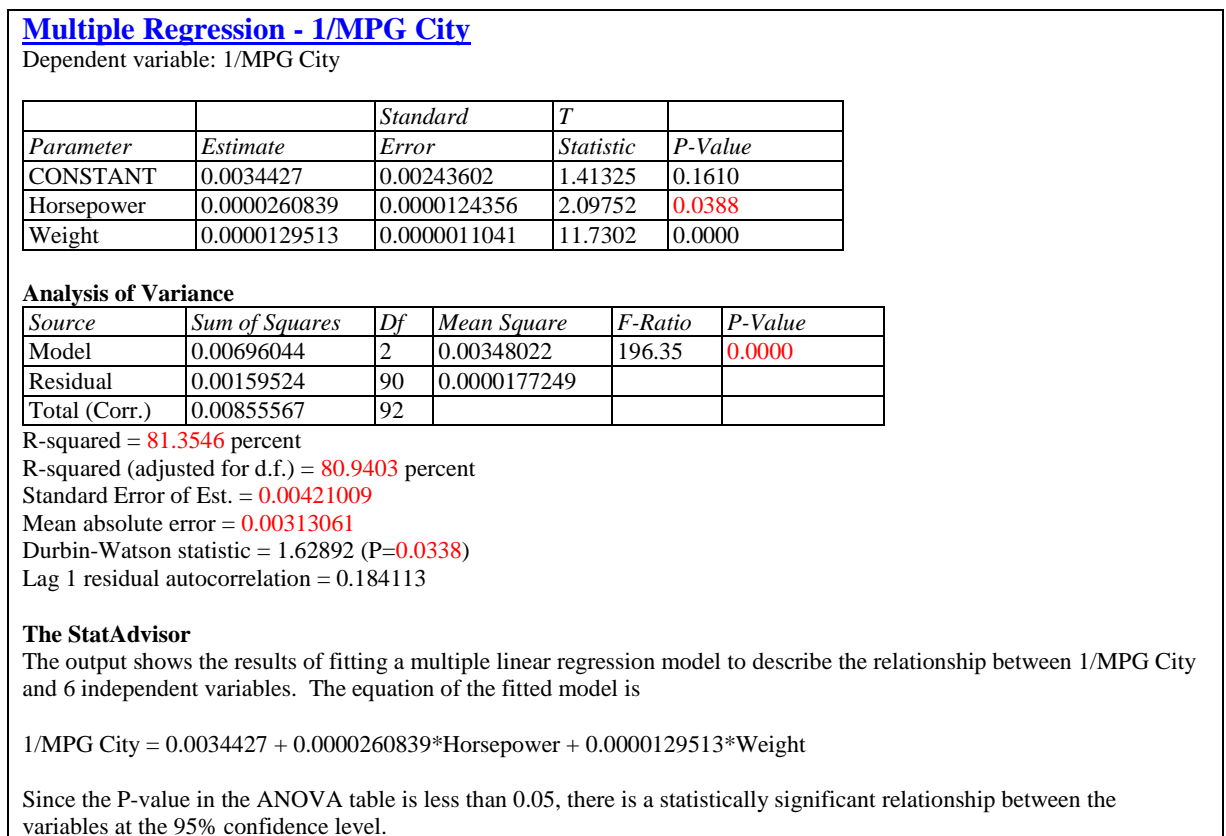 Multiple Regression - 1/MPG City
Dependent variable: 1/MPG City
Standard T
Parameter Estimate Error Statistic P-Value
CONSTANT 0.0034427 0.00243602 1.41325 0.1610
Horsepower 0.0000260839 0.0000124356 2.09752 0.0388
Weight 0.0000129513 0.0000011041 11.7302 0.0000
Analysis of Variance
Source Sum of Squares Df Mean Square F-Ratio P-Value
Model 0.00696044 2 0.00348022 196.35 0.0000
Residual 0.00159524 90 0.0000177249
Total (Corr.) 0.00855567 92
R-squared = 81.3546 percent
R-squared (adjusted for d.f.) = 80.9403 percent
Standard Error of Est. = 0.00421009
Mean absolute error = 0.00313061
Durbin-Watson statistic = 1.62892 (P=0.0338)
Lag 1 residual autocorrelation = 0.184113
The StatAdvisor
The output shows the results of fitting a multiple linear regression model to describe the relationship between 1/MPG City
and 6 independent variables. The equation of the fitted model is
1/MPG City = 0.0034427 + 0.0000260839*Horsepower + 0.0000129513*Weight
Since the P-value in the ANOVA table is less than 0.05, there is a statistically significant relationship between the
variables at the 95% confidence level.